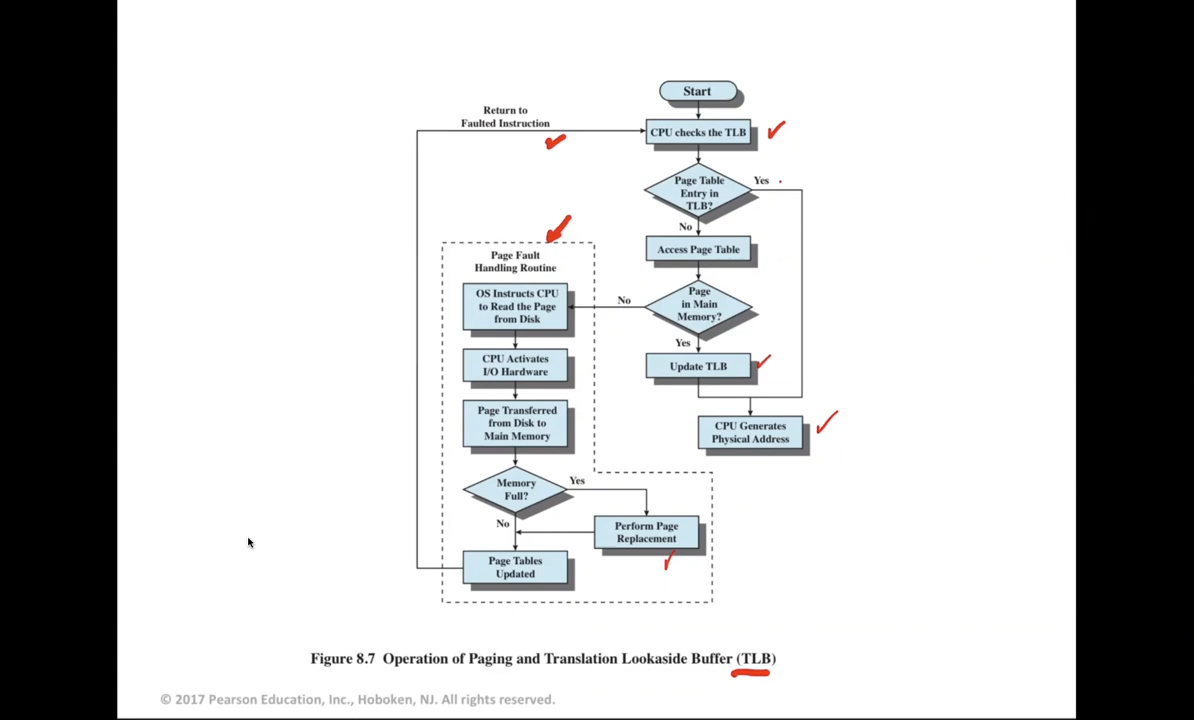 Start
Return to
Faulted Instruction
CPU checks the TLB
Page Table
Entry in
TLB?
Yes
No
Access Page Table
Page Fault
Handling Routine
OS Instructs CPU
to Read the Page
from Disk
No
Page
in Main
Memory?
Yes
CPU Activates
I/O Hardware
Update TLB
Page Transferred
from Disk to
Main Memory
CPU Generates
Physical Address
Memory
Full?
Yes
No
Perform Page
Replacement
Page Tables
Updated
Figure 8.7 Operation of Paging and Translation Lookaside Buffer (TLB)
© 2017 Pearson Education, Inc., Hoboken, NJ. All rights reserved.